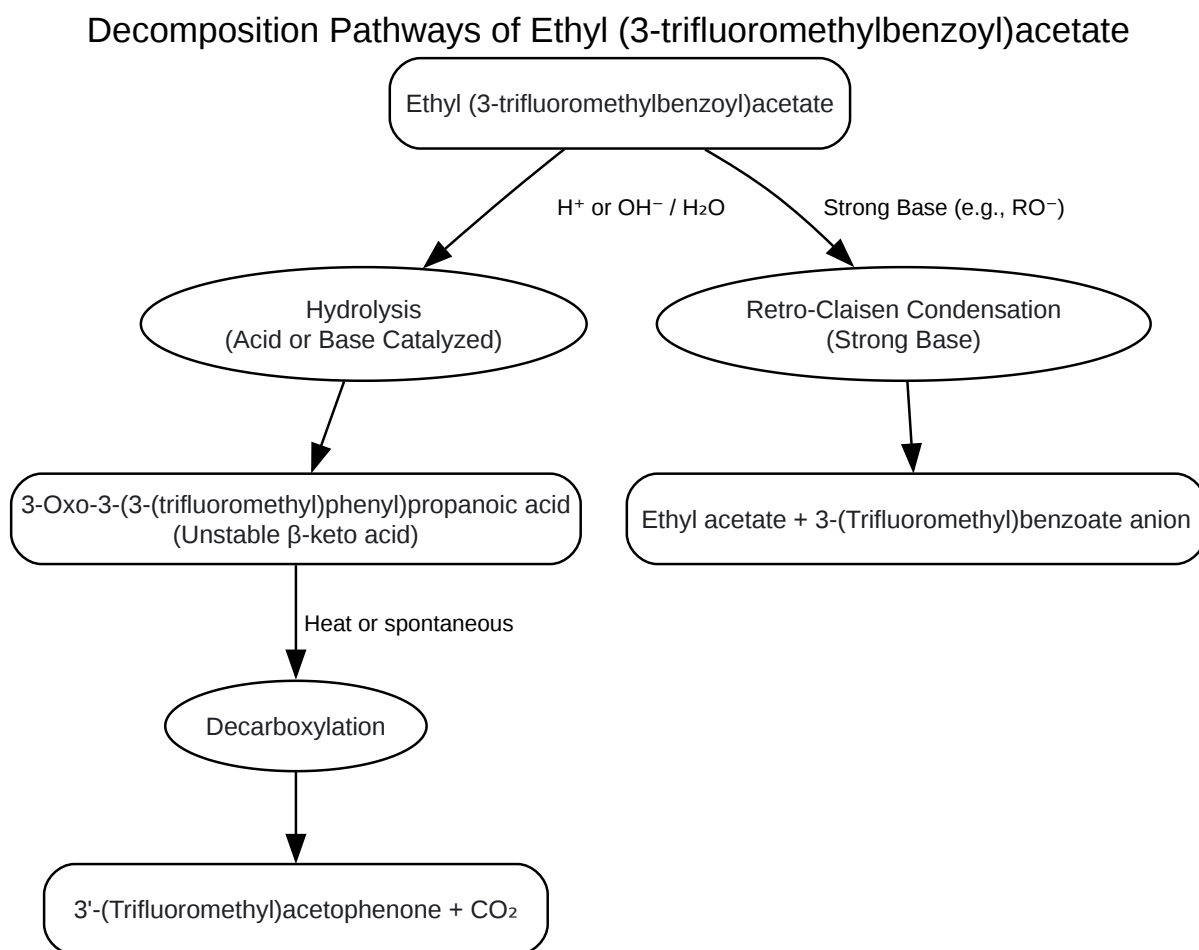 Decomposition Pathways of Ethyl (3-trifluoromethylbenzoyl)acetate
Ethyl (3-trifluoromethylbenzoyl)acetate
H⁺ or OH⁻ / H₂O
Strong Base (e.g., RO⁻)
Hydrolysis
(Acid or Base Catalyzed)
Retro-Claisen Condensation
(Strong Base)
3-Oxo-3-(3-(trifluoromethyl)phenyl)propanoic acid
(Unstable β-keto acid)
Ethyl acetate + 3-(Trifluoromethyl)benzoate anion
Heat or spontaneous
Decarboxylation
3'-(Trifluoromethyl)acetophenone + CO₂